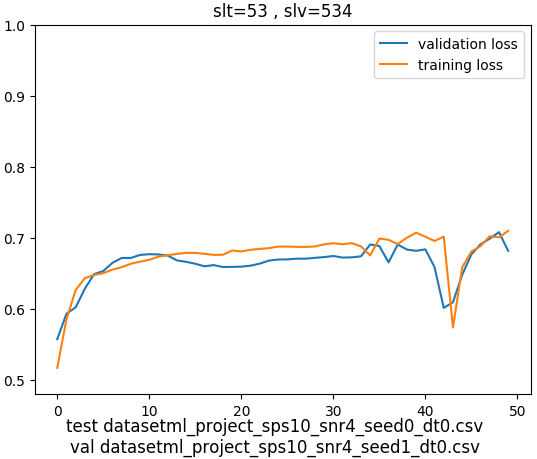 slt=53 , slv=534
1.0
validation loss
training loss
0.9
0.8
0.7
0.6
0.5
0 10 20 30 40 50
test datasetml_project_sps10_snr4_seed0_dt0.csv
val datasetml_project_sps10_snr4_seed1_dt0.csv